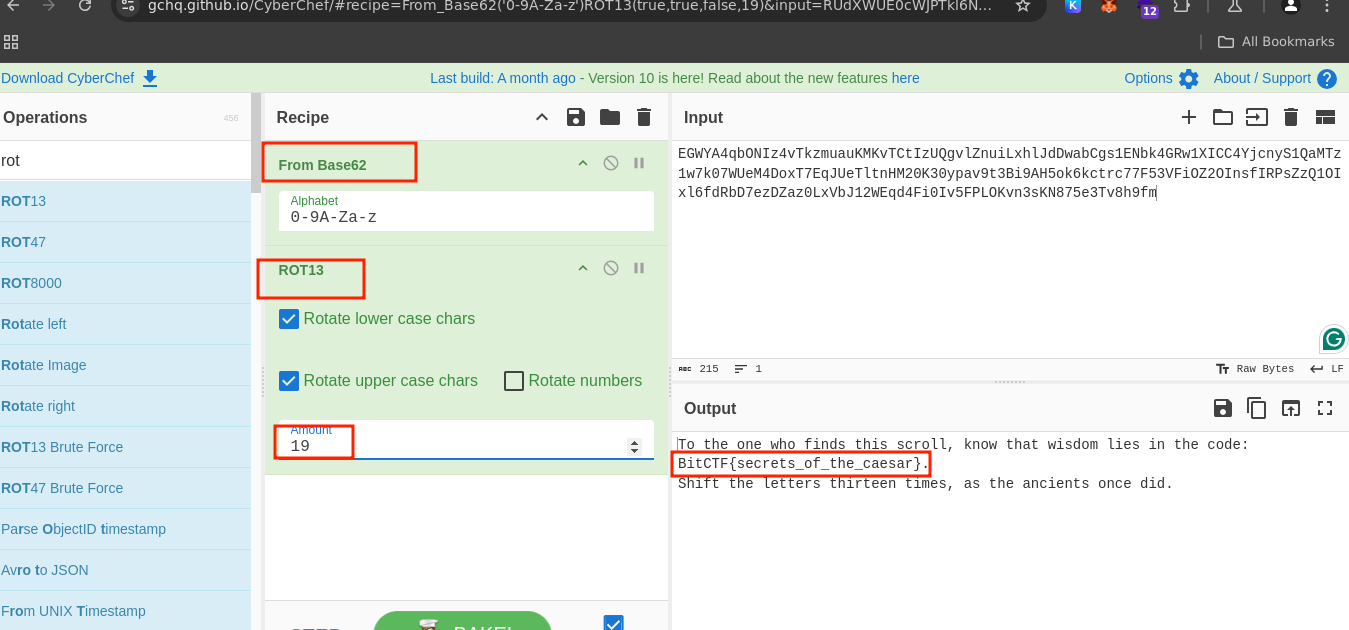 gchq.github.io/CyberChef/#recipe=From_Base62('0-9A-Za-z')ROT13(true,true,false,19)&input=RUdXWUE0cWJPTkl6N...
K
12
All Bookmarks
Download CyberChef
Last build: A month ago - Version 10 is here! Read about the new features here
Options
About / Support ?
Operations
456
rot
ROT13
ROT47
ROT8000
Rotate left
Rotate Image
Rotate right
ROT13 Brute Force
ROT47 Brute Force
Parse ObjectID timestamp
Avro to JSON
From UNIX Timestamp
Recipe
From Base62
Alphabet
0-9A-Za-z
ROT13
Rotate lower case chars
Rotate upper case chars
Rotate numbers
Amount
19
BAKE!
Input
EGWYA4qbONIz4vTkzmuauKMKvTCtIzUQgvlZnuiLxhlJdDwabCgs1ENbk4GRw1XICC4YjcnyS1QaMTz
1w7k07WUeM4DoxT7EqJUeTltnHM20K30ypav9t3Bi9AH5ok6kctrc77F53VFiOZ2OInsfIRPsZzQ1OI
xl6fdRbD7ezDZaz0LxVbJ12WEqd4Fi0Iv5FPLOKvn3sKN875e3Tv8h9fm
ABC 215
1
Tт Raw Bytes
LF
Output
To the one who finds this scroll, know that wisdom lies in the code:
BitCTF{secrets_of_the_caesar}.
Shift the letters thirteen times, as the ancients once did.